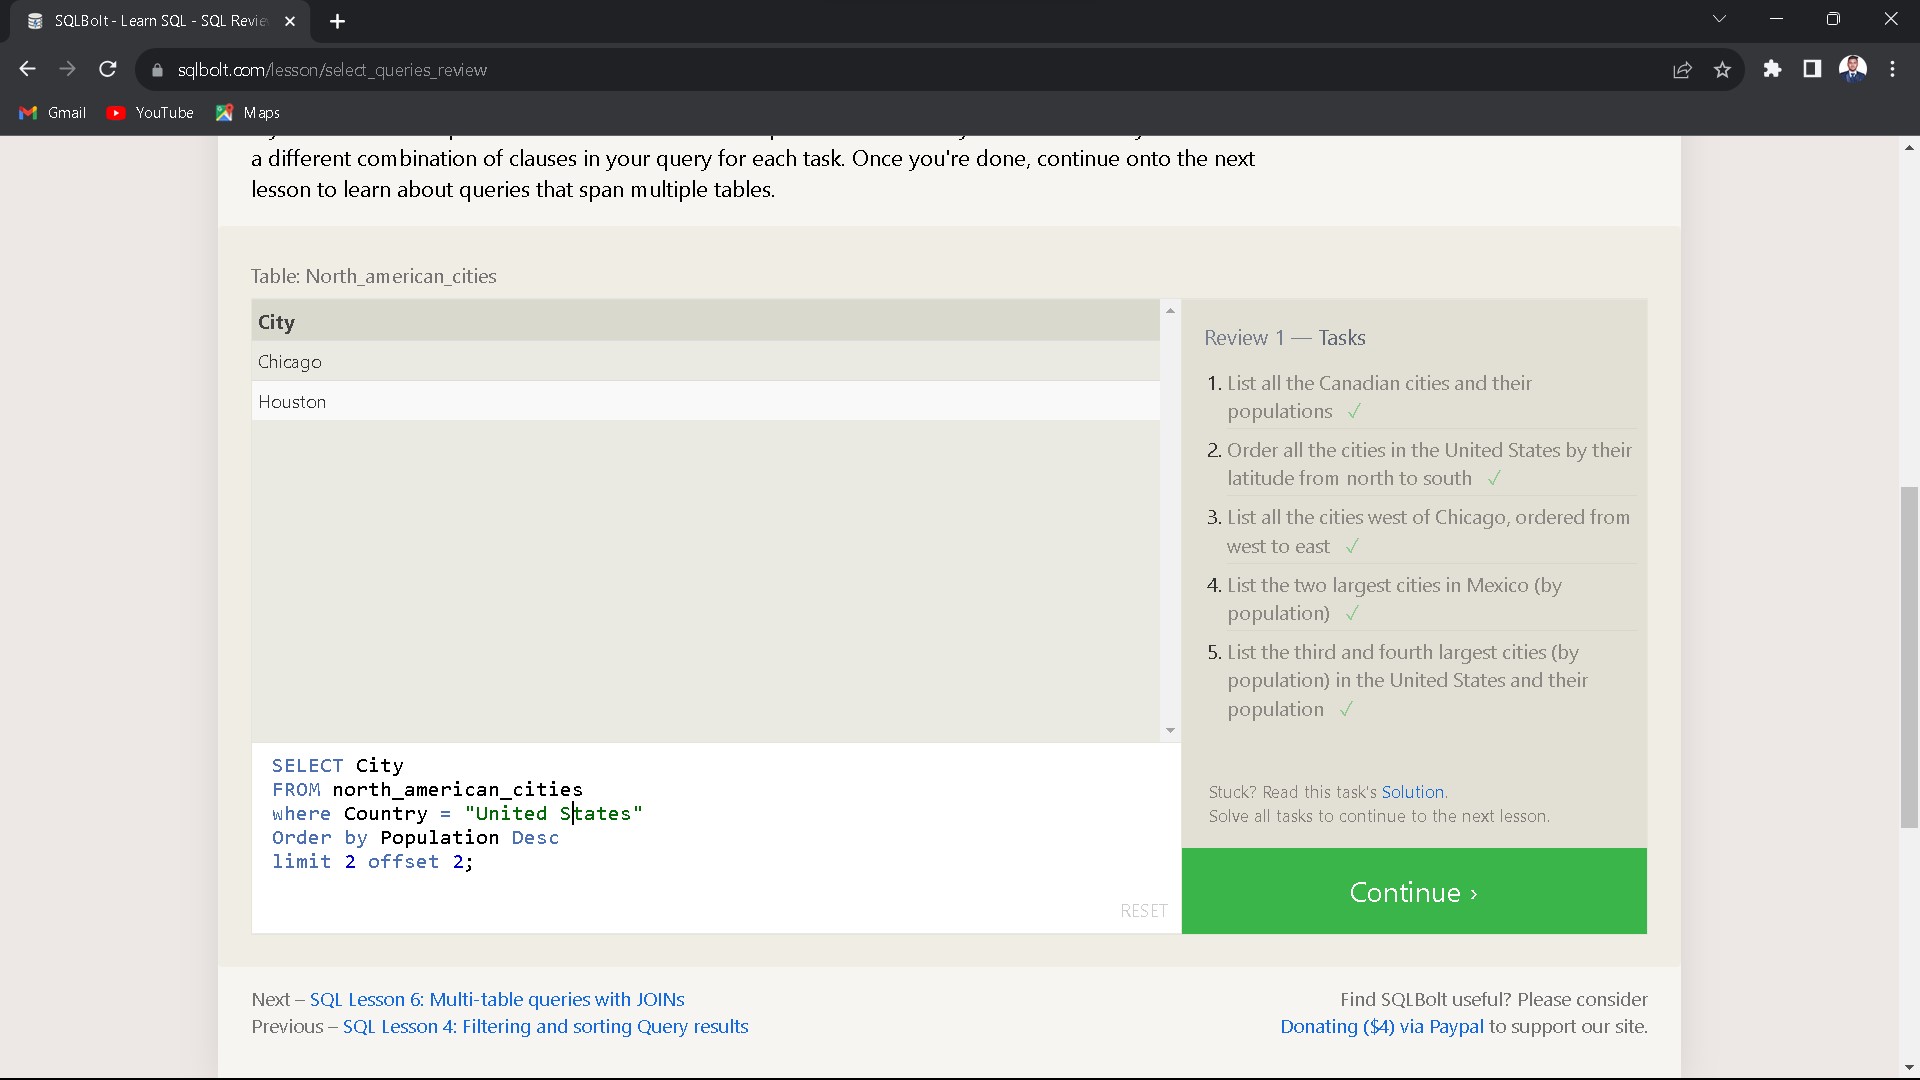 SQLBolt - Learn SQL - SQL Revie
sqlbolt.com/lesson/select_queries_review
Gmail YouTube Maps
a different combination of clauses in your query for each task. Once you're done, continue onto the next
lesson to learn about queries that span multiple tables.
Table: North_american_cities
City
Chicago
Houston
SELECT City
FROM north_american_cities
where Country = "United States"
Order by Population Desc
limit 2 offset 2;
RESET
Review 1 — Tasks
1. List all the Canadian cities and their
populations ✓
2. Order all the cities in the United States by their
latitude from north to south ✓
3. List all the cities west of Chicago, ordered from
west to east ✓
4. List the two largest cities in Mexico (by
population) ✓
5. List the third and fourth largest cities (by
population) in the United States and their
population ✓
Stuck? Read this task's Solution.
Solve all tasks to continue to the next lesson.
Continue ›
Next – SQL Lesson 6: Multi-table queries with JOINs
Previous – SQL Lesson 4: Filtering and sorting Query results
Find SQLBolt useful? Please consider
Donating ($4) via Paypal to support our site.